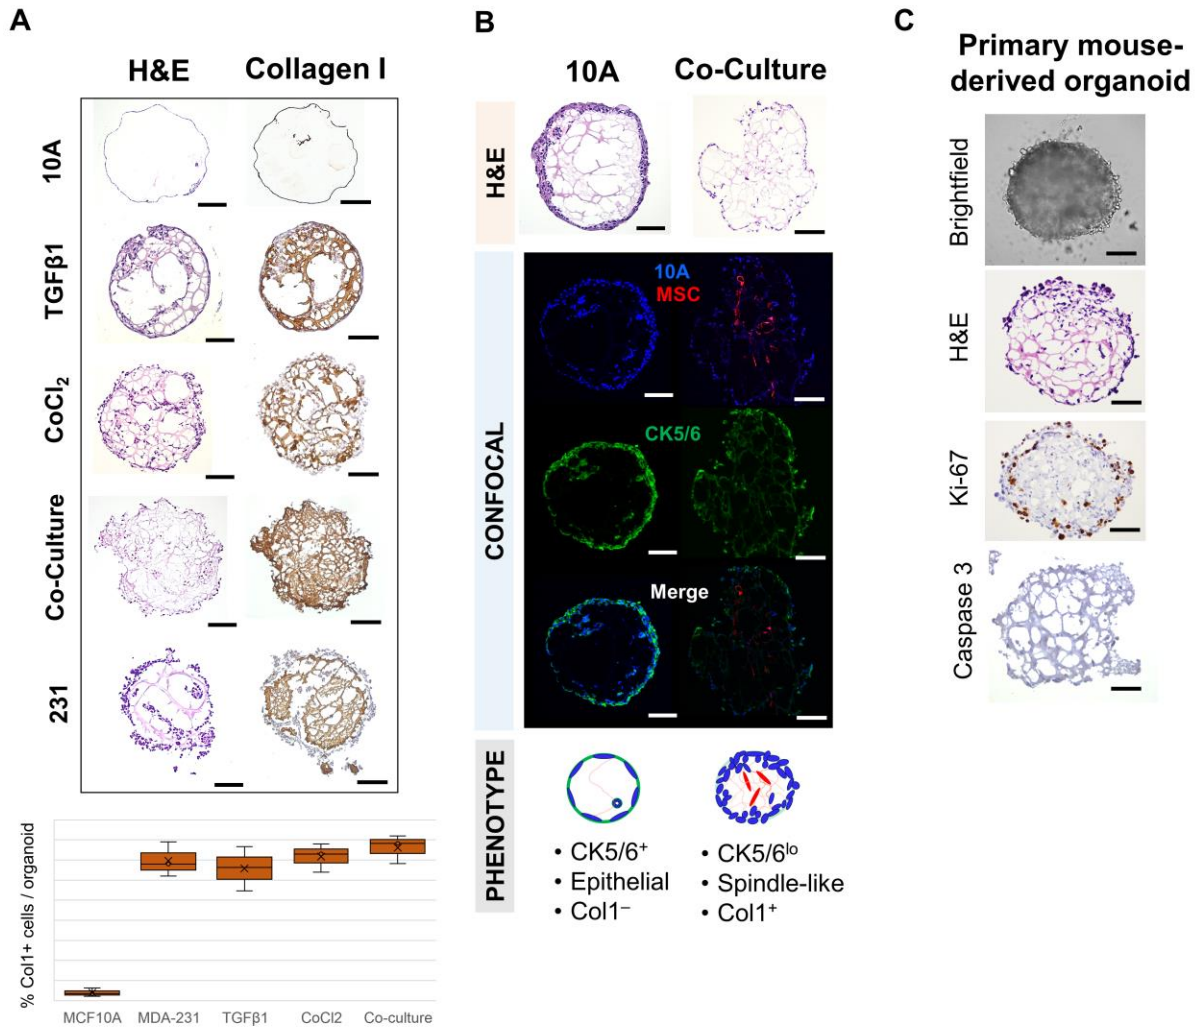 A
H&E Collagen I
10A
TGFβ1
CoCl₂
Co-Culture
231
% Col1+ cells / organoid
MCF10A MDA-231 TGFβ1 CoCl2 Co-culture
B
10A Co-Culture
H&E
CONFOCAL
10A
MSC
CK5/6
Merge
PHENOTYPE
• CK5/6⁺
• Epithelial
• Col1⁻
• CK5/6ˡᵒ
• Spindle-like
• Col1⁺
C
Primary mouse-
derived organoid
Brightfield
H&E
Ki-67
Caspase 3